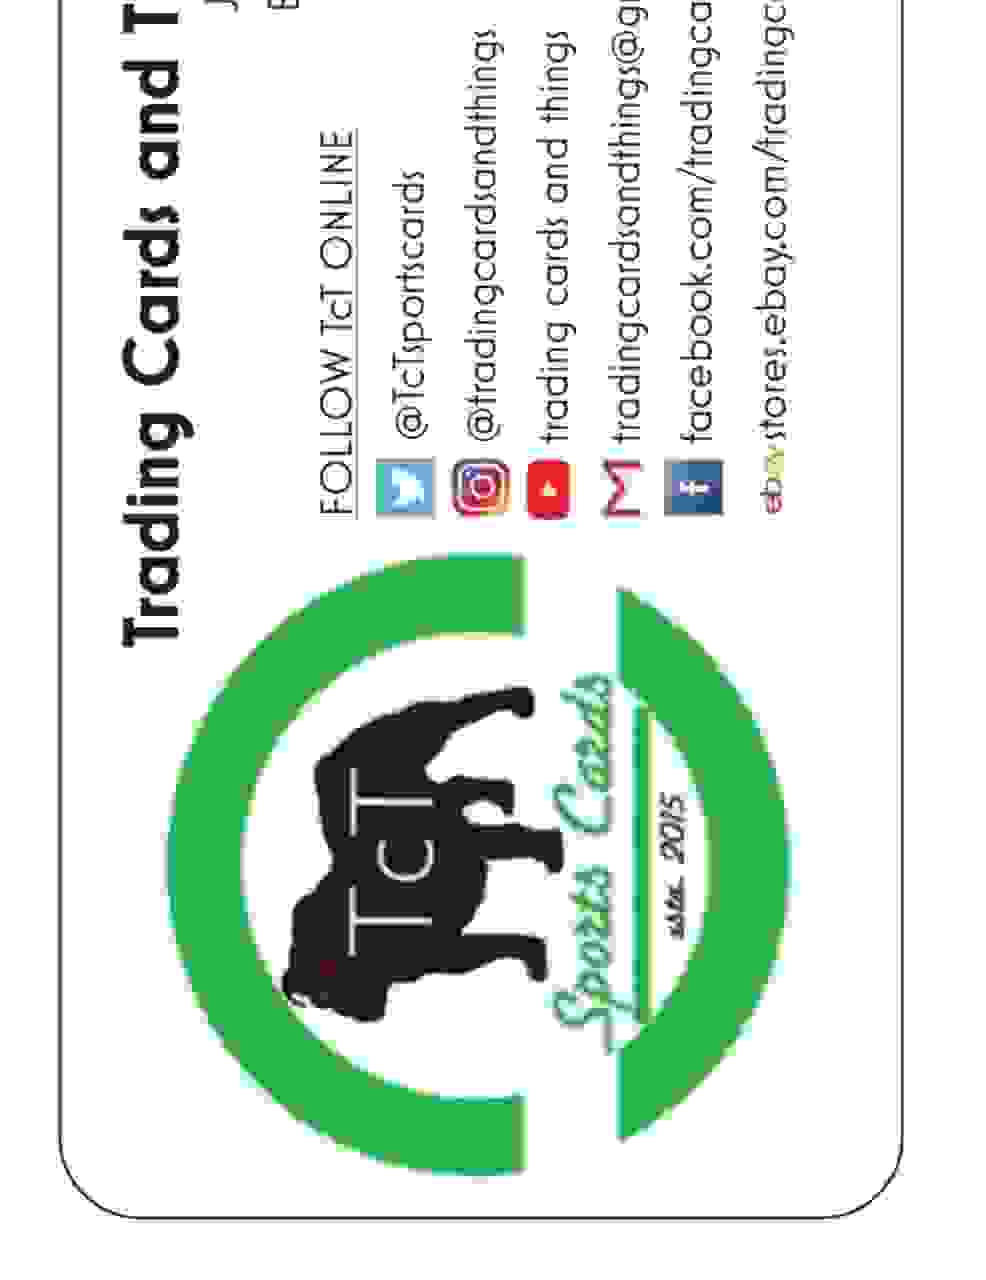 Trading Cards and T
J
E
FOLLOW TcT ONLINE
@TcTsportscards
@tradingcardsandthings
trading cards and things
tradingcardsandthings@g
facebook.com/tradingca
ebay stores.ebay.com/tradingc
TCT
Sports Cards
esta. 2015